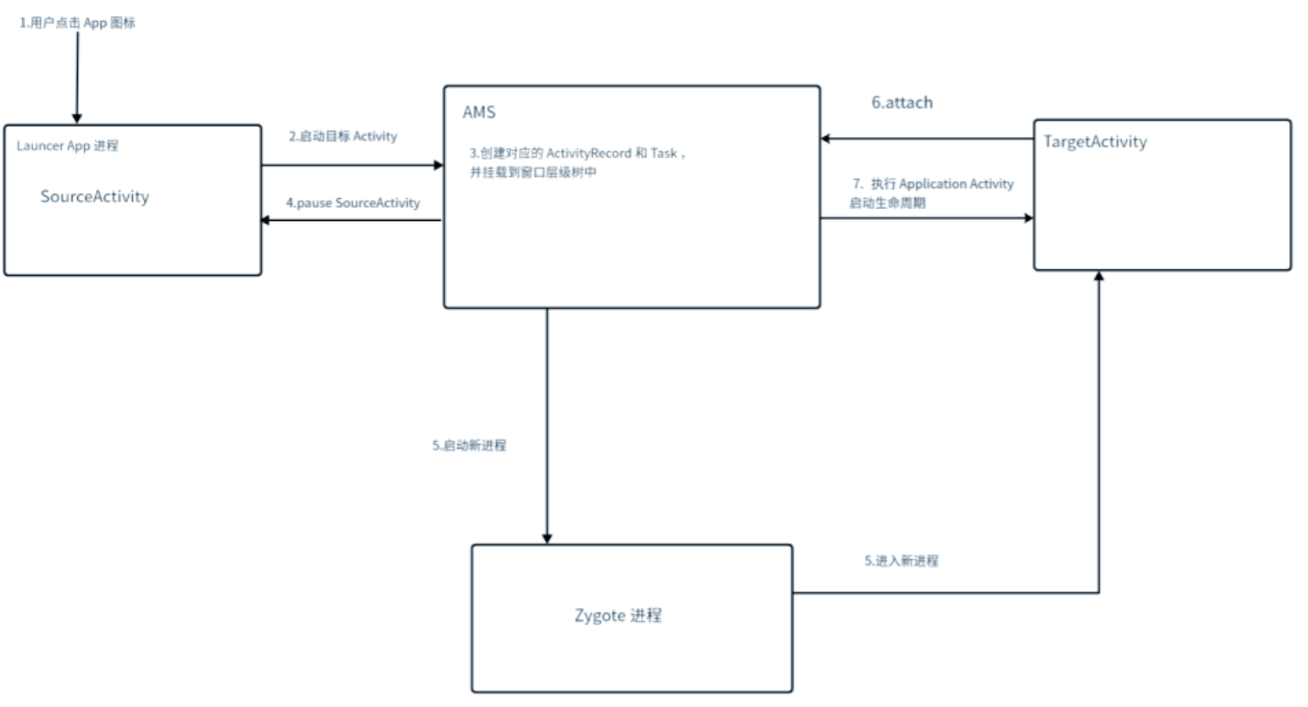 1.用户点击 App 图标
Launcer App 进程
SourceActivity
2.启动目标 Activity
4.pause SourceActivity
AMS
3.创建对应的 ActivityRecord 和 Task ，
并挂载到窗口层级树中
6.attach
7. 执行 Application Activity
启动生命周期
TargetActivity
5.启动新进程
5.进入新进程
Zygote 进程